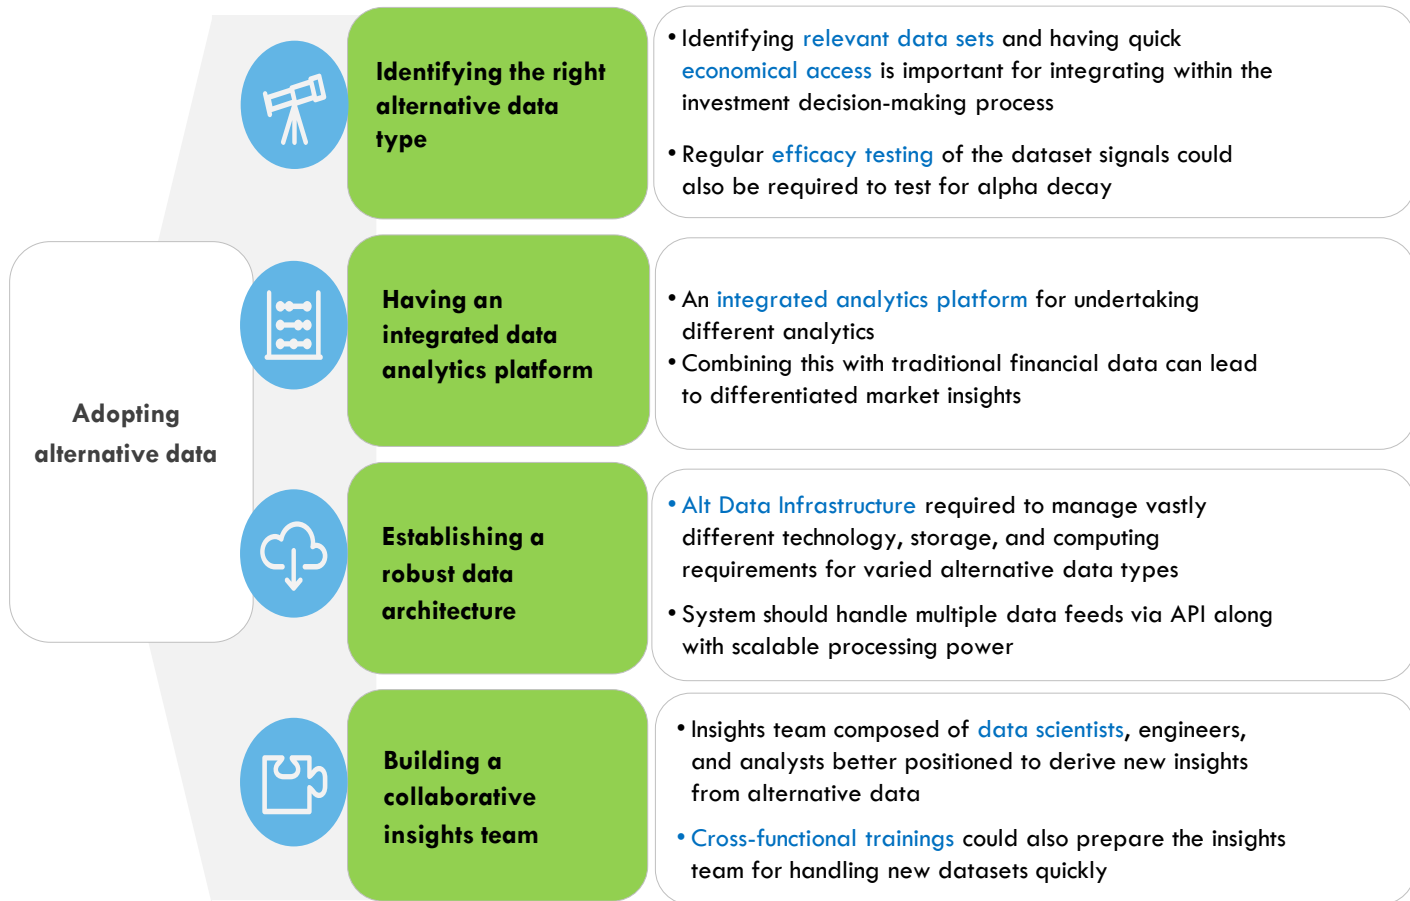 Adopting
alternative data
Identifying the right
alternative data
type
• Identifying relevant data sets and having quick
economical access is important for integrating within the
investment decision-making process
• Regular efficacy testing of the dataset signals could
also be required to test for alpha decay
Having an
integrated data
analytics platform
• An integrated analytics platform for undertaking
different analytics
• Combining this with traditional financial data can lead
to differentiated market insights
Establishing a
robust data
architecture
• Alt Data Infrastructure required to manage vastly
different technology, storage, and computing
requirements for varied alternative data types
• System should handle multiple data feeds via API along
with scalable processing power
Building a
collaborative
insights team
• Insights team composed of data scientists, engineers,
and analysts better positioned to derive new insights
from alternative data
• Cross-functional trainings could also prepare the insights
team for handling new datasets quickly